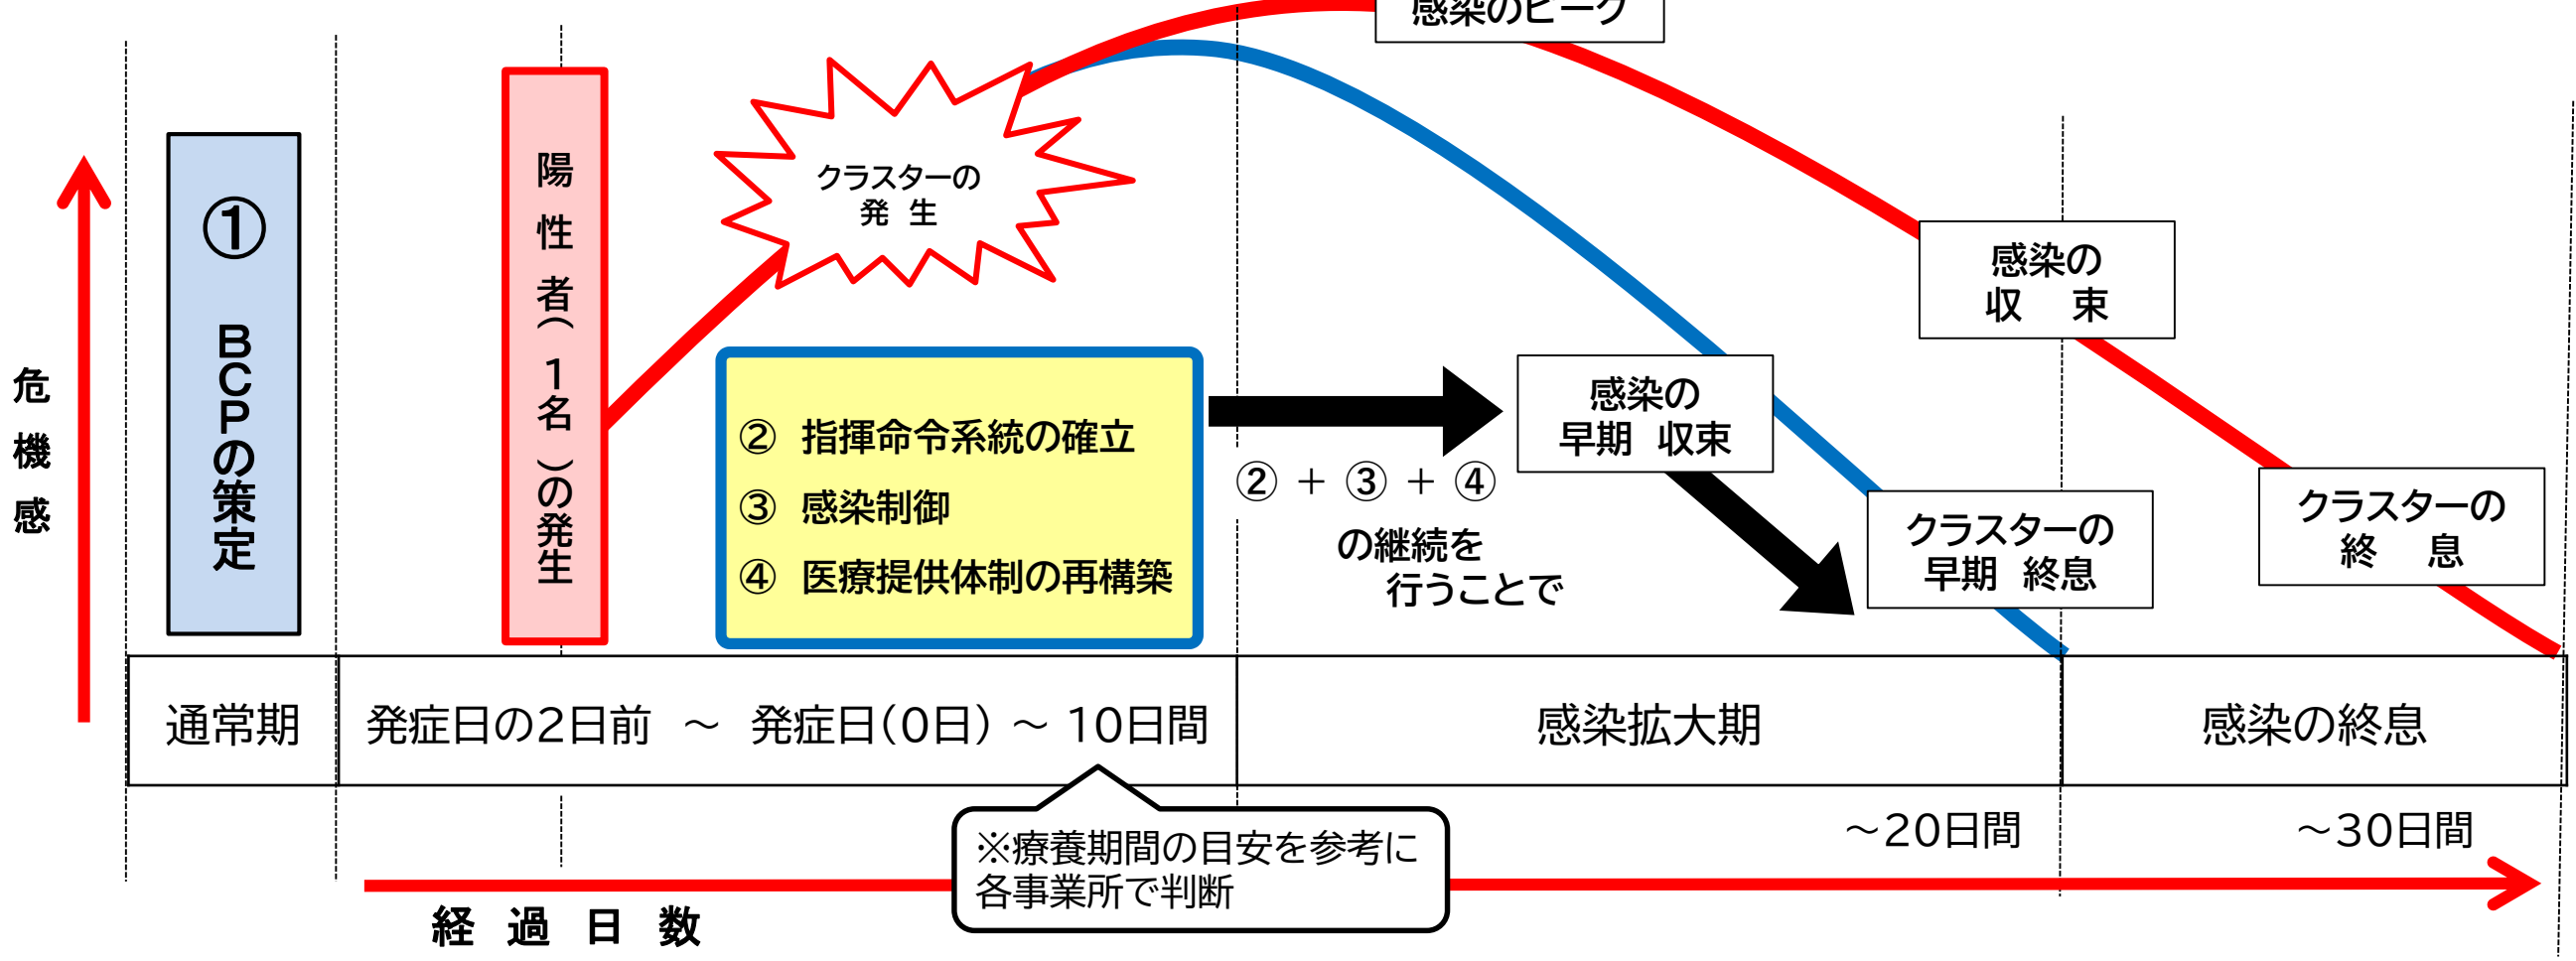 感染のピーク
危機感
① BCPの策定
陽性者(1名)の発生
クラスターの
発 生
② 指揮命令系統の確立
③ 感染制御
④ 医療提供体制の再構築
② + ③ + ④
の継続を
行うことで
感染の
早期 収束
感染の
収 束
クラスターの
早期 終息
クラスターの
終 息
通常期
発症日の2日前 ～ 発症日(0日) ～ 10日間
感染拡大期
感染の終息
～20日間
～30日間
※療養期間の目安を参考に
各事業所で判断
経過日数